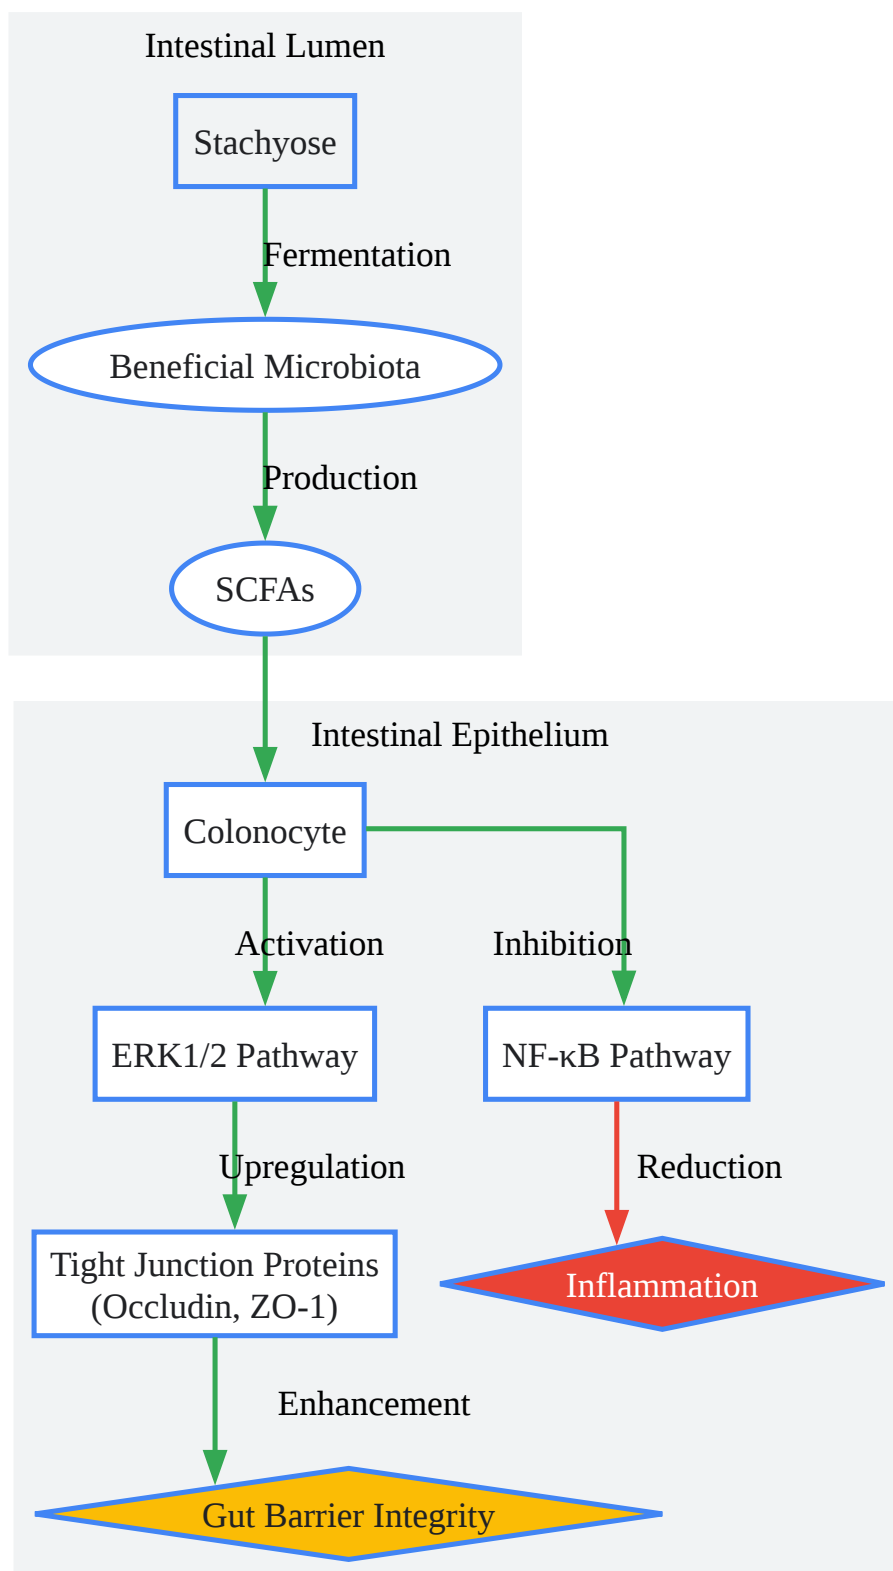 Intestinal Lumen
Stachyose
Fermentation
Beneficial Microbiota
Production
SCFAs
Intestinal Epithelium
Colonocyte
Activation
Inhibition
ERK1/2 Pathway
NF-κB Pathway
Upregulation
Reduction
Tight Junction Proteins
(Occludin, ZO-1)
Inflammation
Enhancement
Gut Barrier Integrity